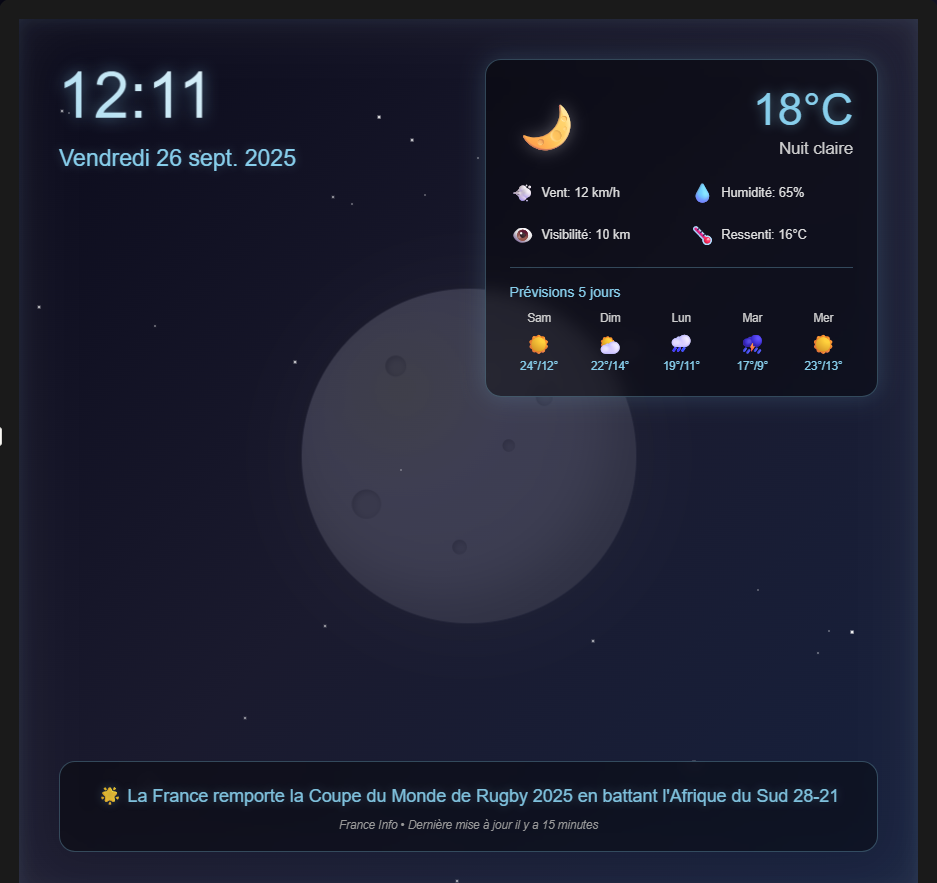 12:11
Vendredi 26 sept. 2025
18°C
Nuit claire
Vent: 12 km/h
Humidité: 65%
Visibilité: 10 km
Ressenti: 16°C
Prévisions 5 jours
Sam Dim Lun Mar Mer
24°/12° 22°/14° 19°/11° 17°/9° 23°/13°
La France remporte la Coupe du Monde de Rugby 2025 en battant l'Afrique du Sud 28-21
France Info • Dernière mise à jour il y a 15 minutes